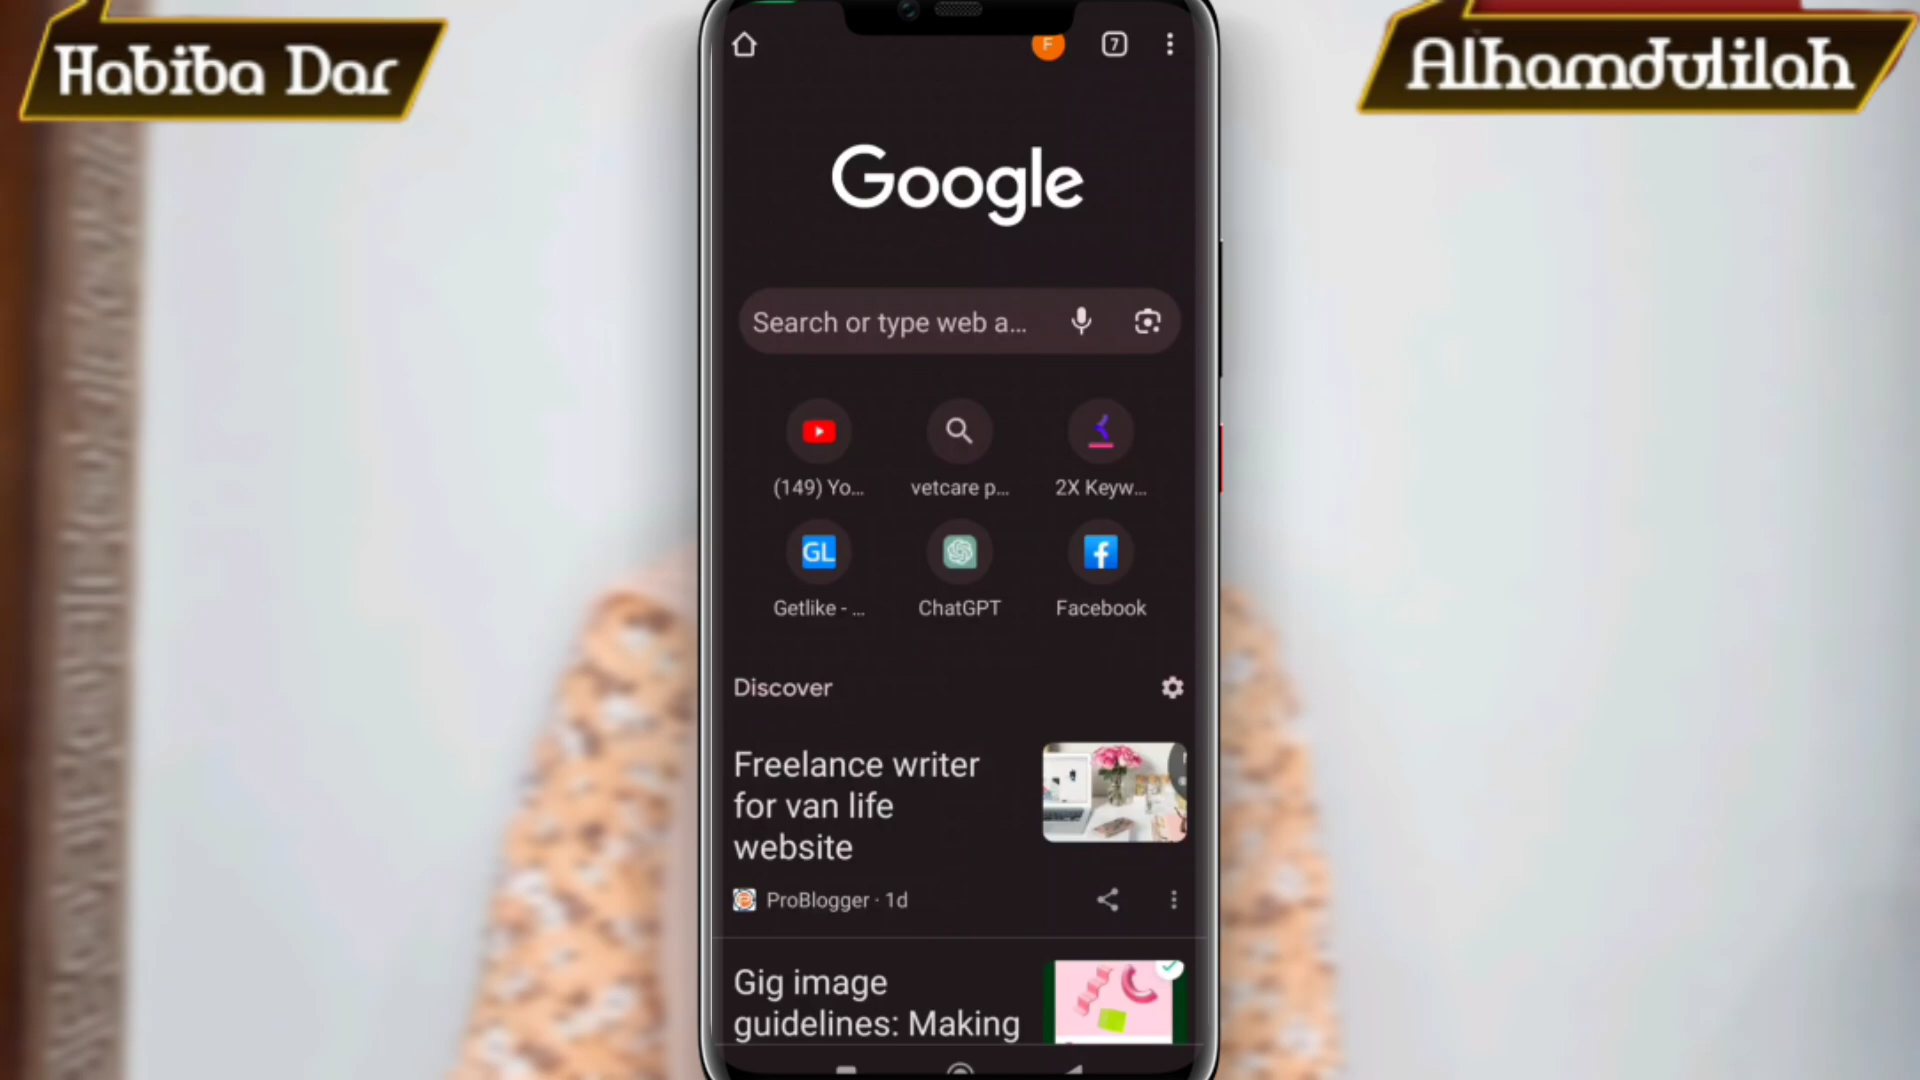 Habiba Dar
Alhamdulilah
F
7
Google
Search or type web a...
(149) Yo...
vetcare p...
2X Keyw...
GL
Getlike - ...
ChatGPT
Facebook
Discover
Freelance writer
for van life
website
ProBlogger · 1d
Gig image
guidelines: Making